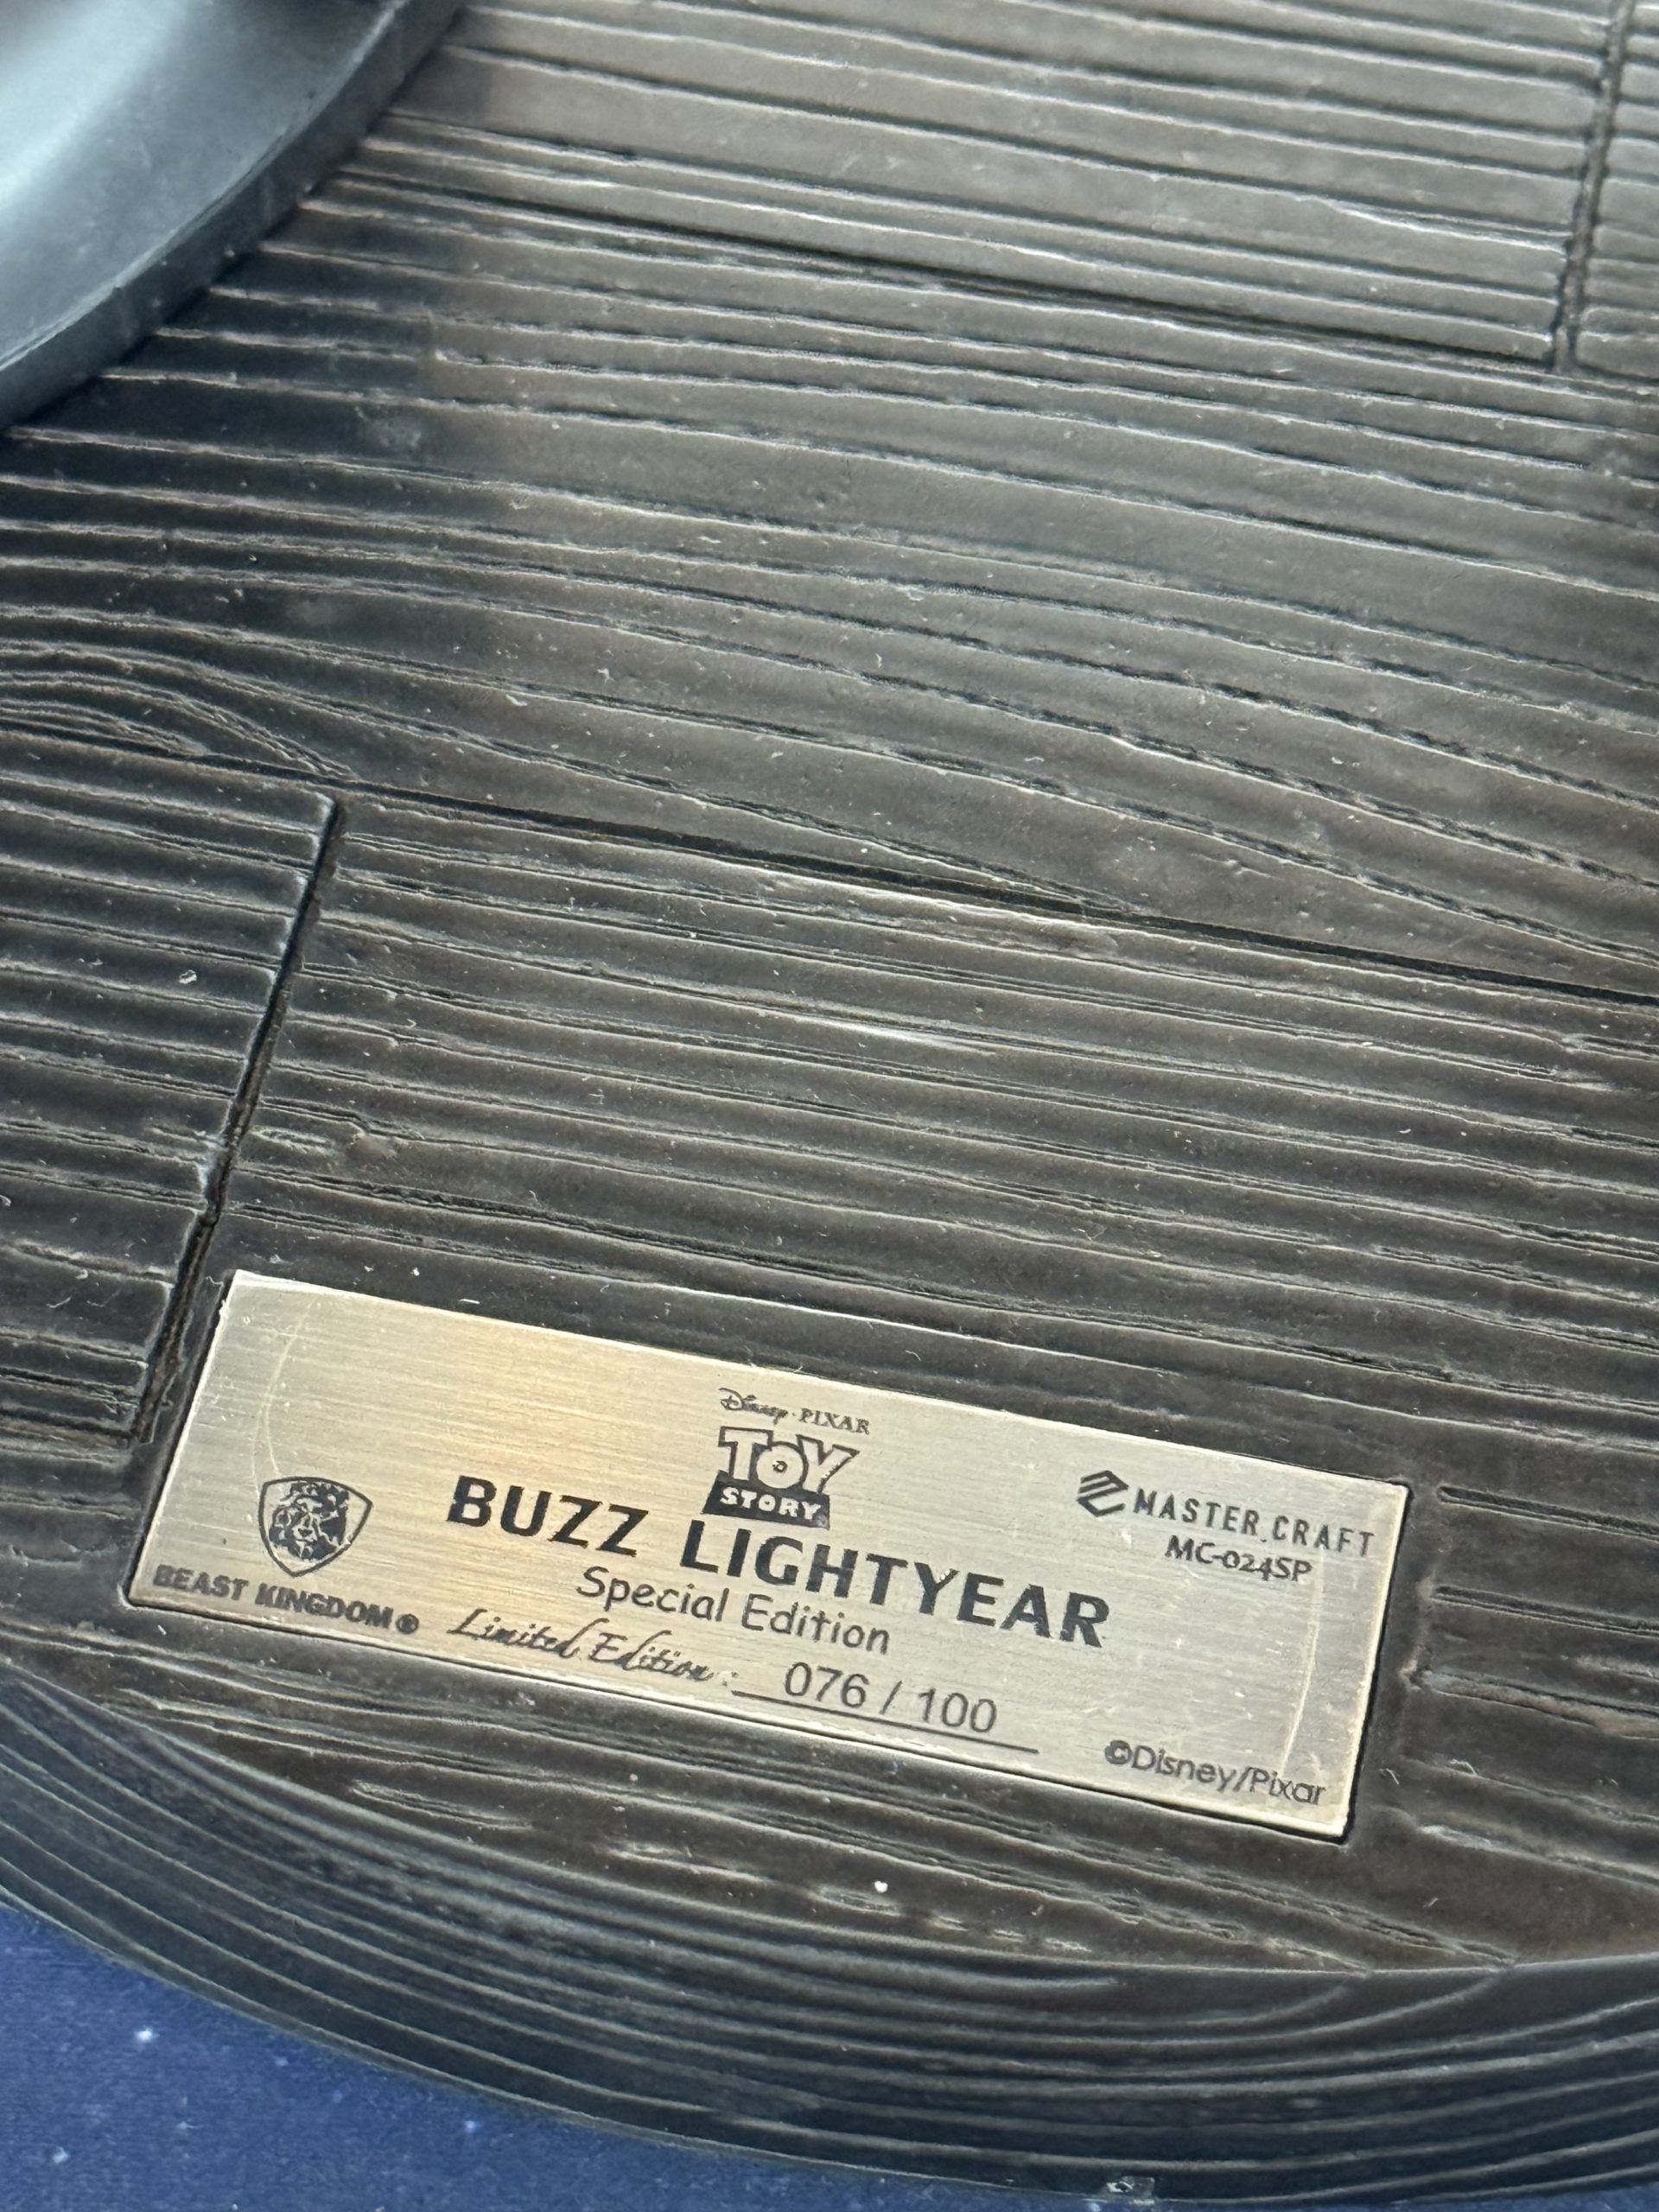 Disney · PIXAR
TOY
STORY
BUZZ LIGHTYEAR
Special Edition
Limited Edition : 076 / 100
BEAST KINGDOM®
MASTER CRAFT
MC-024SP
©Disney/Pixar